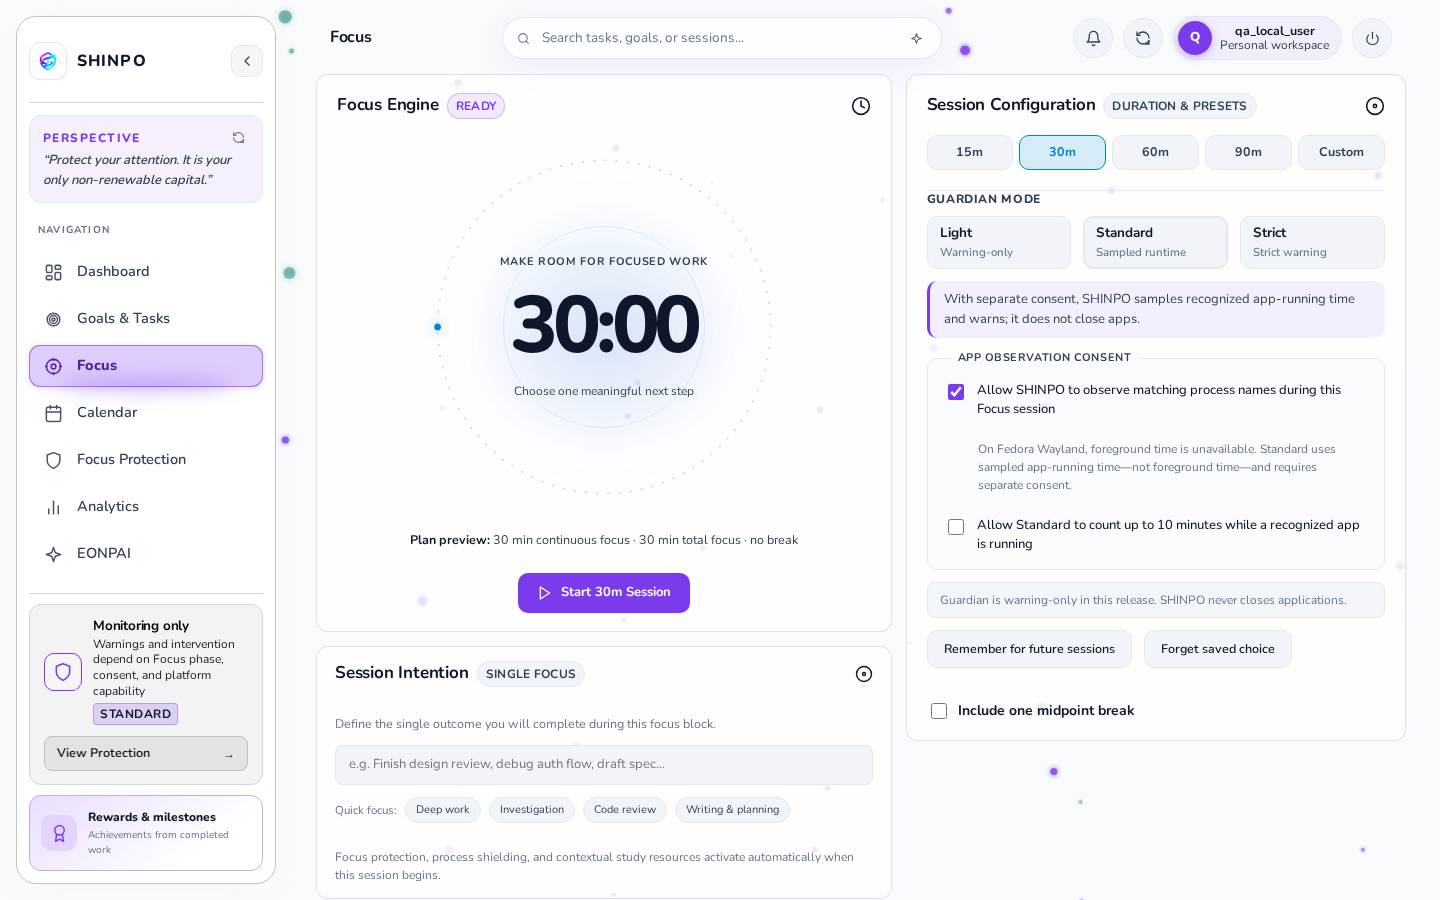 SHINPO
PERSPECTIVE
“Protect your attention. It is your
only non-renewable capital.”
NAVIGATION
Dashboard
Goals & Tasks
Focus
Calendar
Focus Protection
Analytics
EONPAI
Monitoring only
Warnings and intervention
depend on Focus phase,
consent, and platform
capability
STANDARD
View Protection →
Rewards & milestones
Achievements from completed
work
Focus
Search tasks, goals, or sessions...
Q
qa_local_user
Personal workspace
Focus Engine READY
MAKE ROOM FOR FOCUSED WORK
30:00
Choose one meaningful next step
Plan preview: 30 min continuous focus · 30 min total focus · no break
Start 30m Session
Session Intention SINGLE FOCUS
Define the single outcome you will complete during this focus block.
e.g. Finish design review, debug auth flow, draft spec...
Quick focus: Deep work Investigation Code review Writing & planning
Focus protection, process shielding, and contextual study resources activate automatically when
this session begins.
Session Configuration DURATION & PRESETS
15m 30m 60m 90m Custom
GUARDIAN MODE
Light
Warning-only
Standard
Sampled runtime
Strict
Strict warning
With separate consent, SHINPO samples recognized app-running time
and warns; it does not close apps.
APP OBSERVATION CONSENT
Allow SHINPO to observe matching process names during this
Focus session
On Fedora Wayland, foreground time is unavailable. Standard uses
sampled app-running time—not foreground time—and requires
separate consent.
Allow Standard to count up to 10 minutes while a recognized app
is running
Guardian is warning-only in this release. SHINPO never closes applications.
Remember for future sessions Forget saved choice
Include one midpoint break